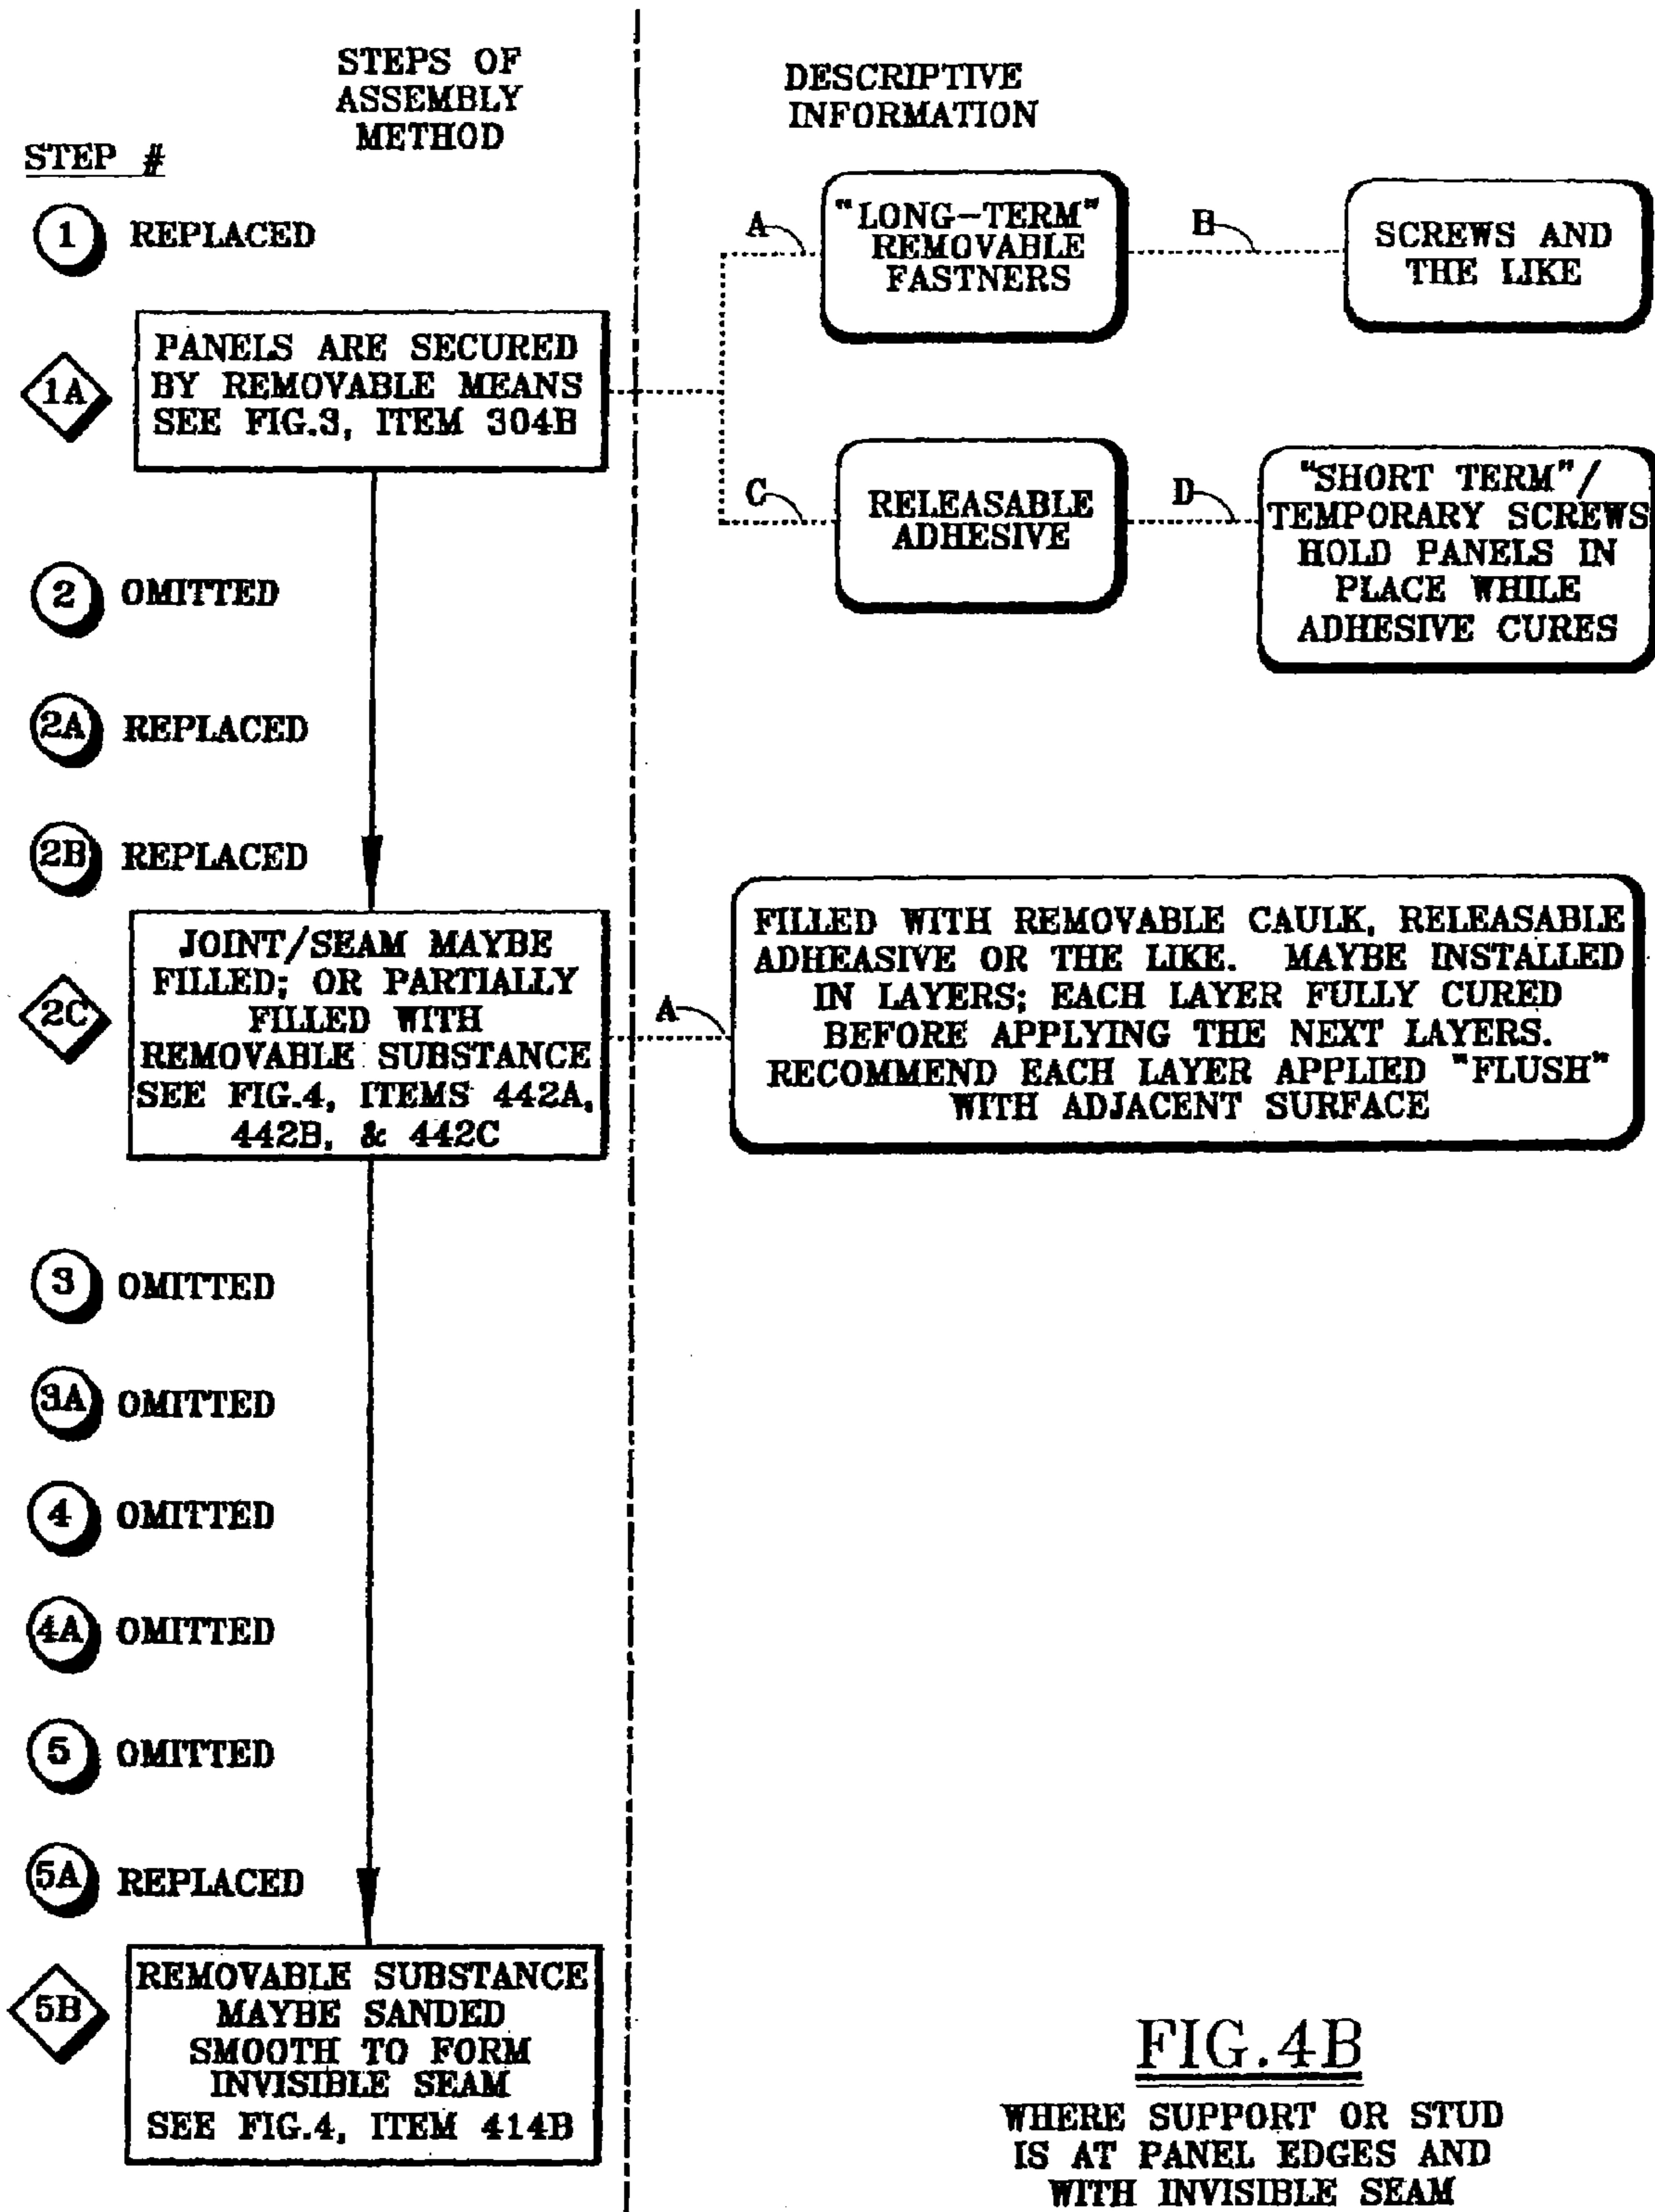 STEPS OF
ASSEMBLY
METHOD
DESCRIPTIVE
INFORMATION
STEP #
1 REPLACED
1A
PANELS ARE SECURED
BY REMOVABLE MEANS
SEE FIG.3, ITEM 304B
A
"LONG-TERM"
REMOVABLE
FASTNERS
B
SCREWS AND
THE LIKE
C
RELEASABLE
ADHESIVE
D
"SHORT TERM"/
TEMPORARY SCREWS
HOLD PANELS IN
PLACE WHILE
ADHESIVE CURES
2 OMITTED
2A REPLACED
2B REPLACED
2C
JOINT/SEAM MAYBE
FILLED; OR PARTIALLY
FILLED WITH
REMOVABLE SUBSTANCE
SEE FIG.4, ITEMS 442A,
442B, & 442C
A
FILLED WITH REMOVABLE CAULK, RELEASABLE
ADHEASIVE OR THE LIKE. MAYBE INSTALLED
IN LAYERS; EACH LAYER FULLY CURED
BEFORE APPLYING THE NEXT LAYERS.
RECOMMEND EACH LAYER APPLIED "FLUSH"
WITH ADJACENT SURFACE
3 OMITTED
3A OMITTED
4 OMITTED
4A OMITTED
5 OMITTED
5A REPLACED
5B
REMOVABLE SUBSTANCE
MAYBE SANDED
SMOOTH TO FORM
INVISIBLE SEAM
SEE FIG.4, ITEM 414B
FIG.4B
WHERE SUPPORT OR STUD
IS AT PANEL EDGES AND
WITH INVISIBLE SEAM